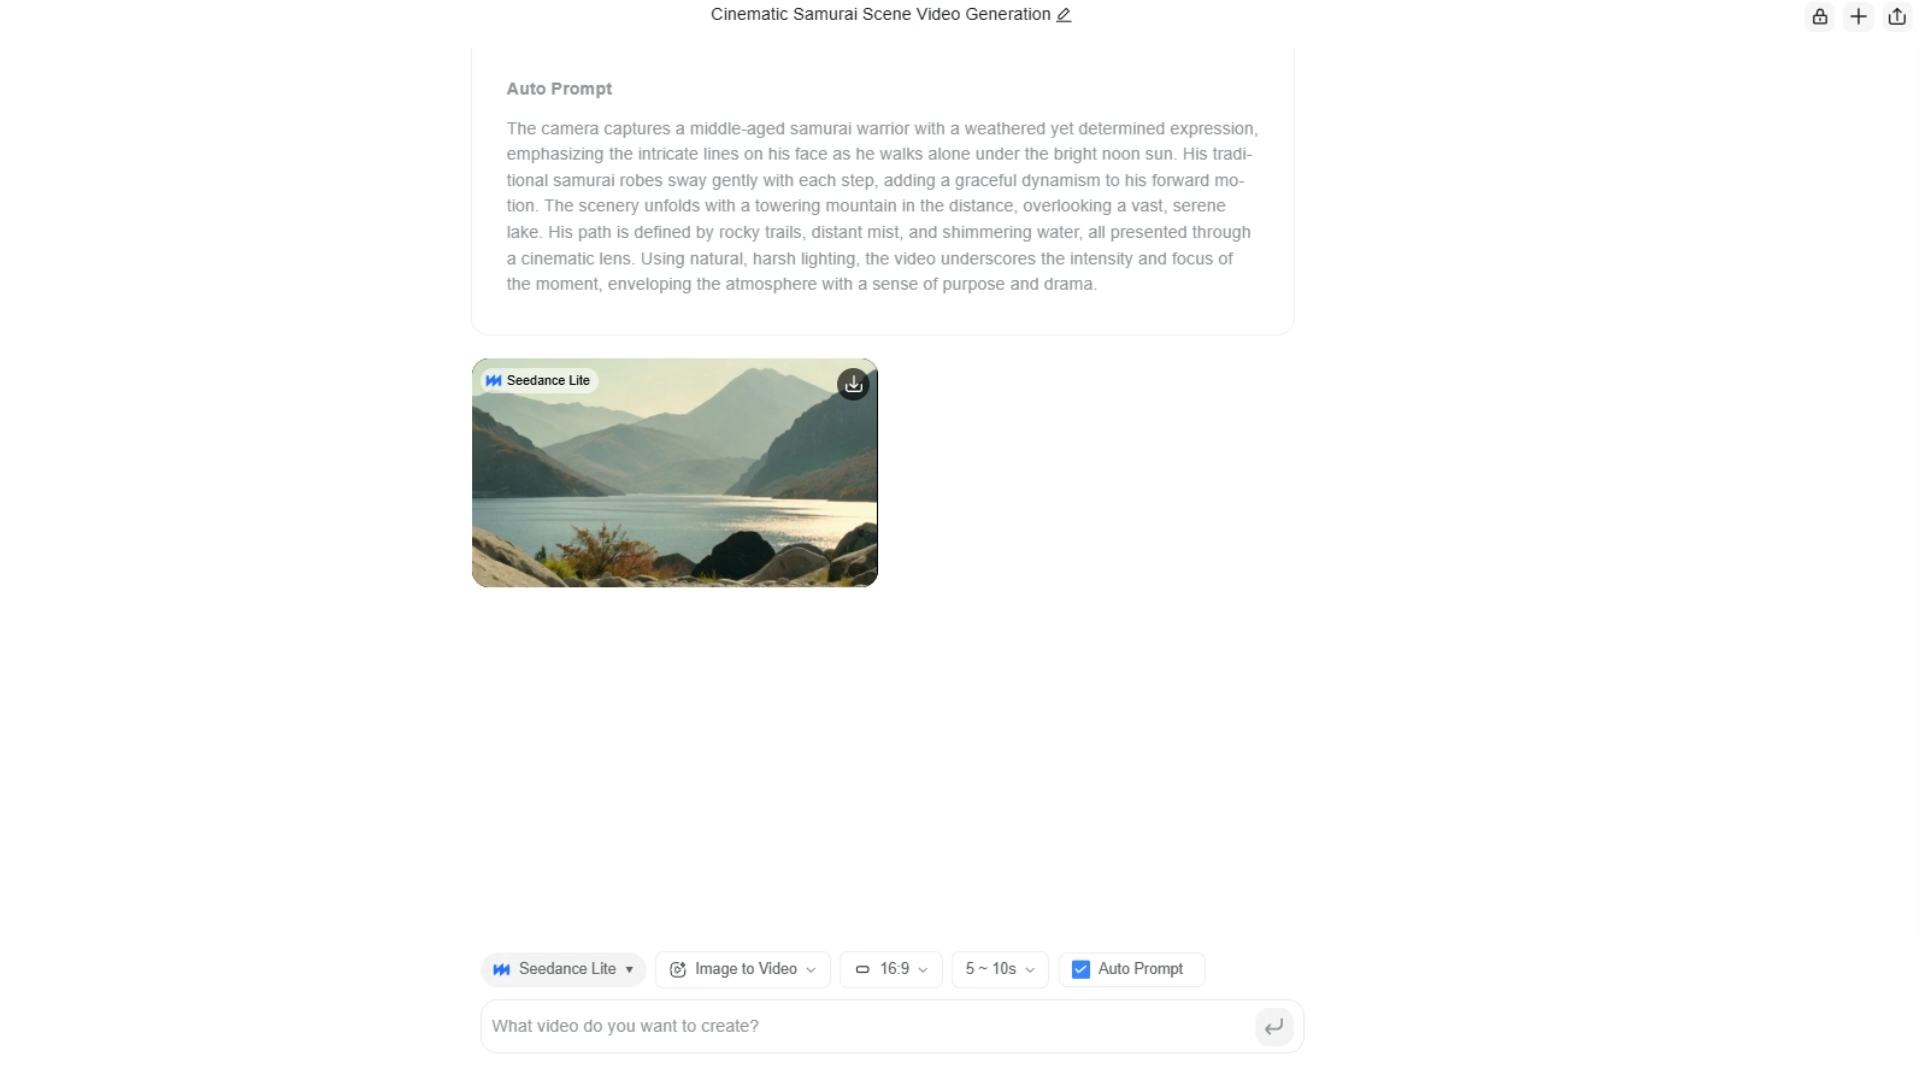 Cinematic Samurai Scene Video Generation
Auto Prompt
The camera captures a middle-aged samurai warrior with a weathered yet determined expression,
emphasizing the intricate lines on his face as he walks alone under the bright noon sun. His tradi-
tional samurai robes sway gently with each step, adding a graceful dynamism to his forward mo-
tion. The scenery unfolds with a towering mountain in the distance, overlooking a vast, serene
lake. His path is defined by rocky trails, distant mist, and shimmering water, all presented through
a cinematic lens. Using natural, harsh lighting, the video underscores the intensity and focus of
the moment, enveloping the atmosphere with a sense of purpose and drama.
Seedance Lite
Seedance Lite Image to Video 16:9 5 ~ 10s Auto Prompt
What video do you want to create?